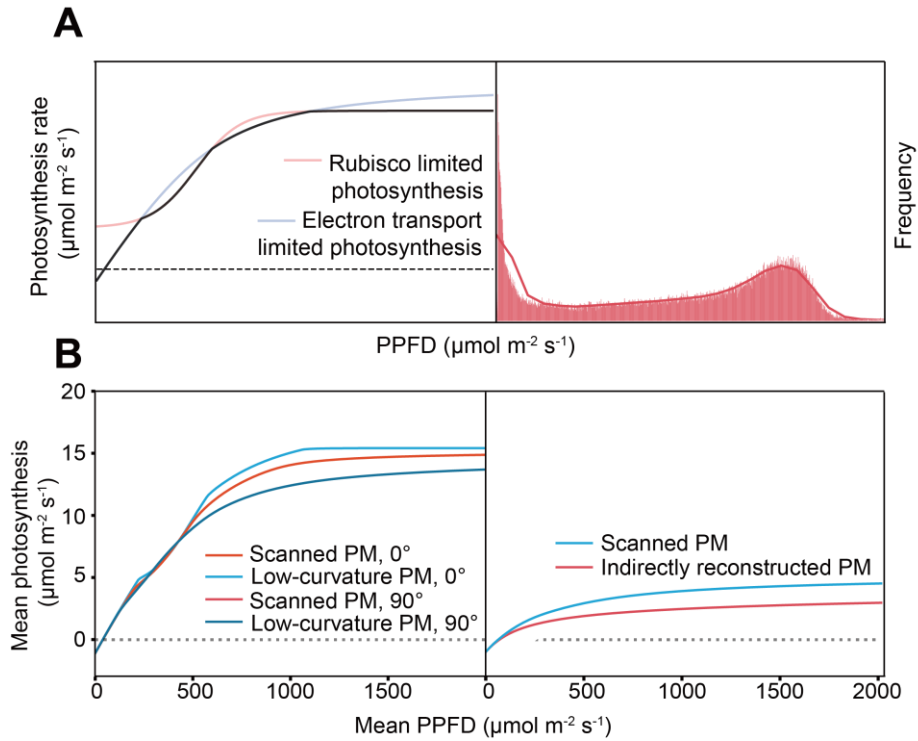 A
Photosynthesis rate
(µmol m⁻² s⁻¹)
Rubisco limited
photosynthesis
Electron transport
limited photosynthesis
Frequency
PPFD (µmol m⁻² s⁻¹)
B
Mean photosynthesis
(µmol m⁻² s⁻¹)
20
15
10
5
0
Scanned PM, 0°
Low-curvature PM, 0°
Scanned PM, 90°
Low-curvature PM, 90°
Scanned PM
Indirectly reconstructed PM
0 500 1000 1500 0 500 1000 1500 2000
Mean PPFD (µmol m⁻² s⁻¹)